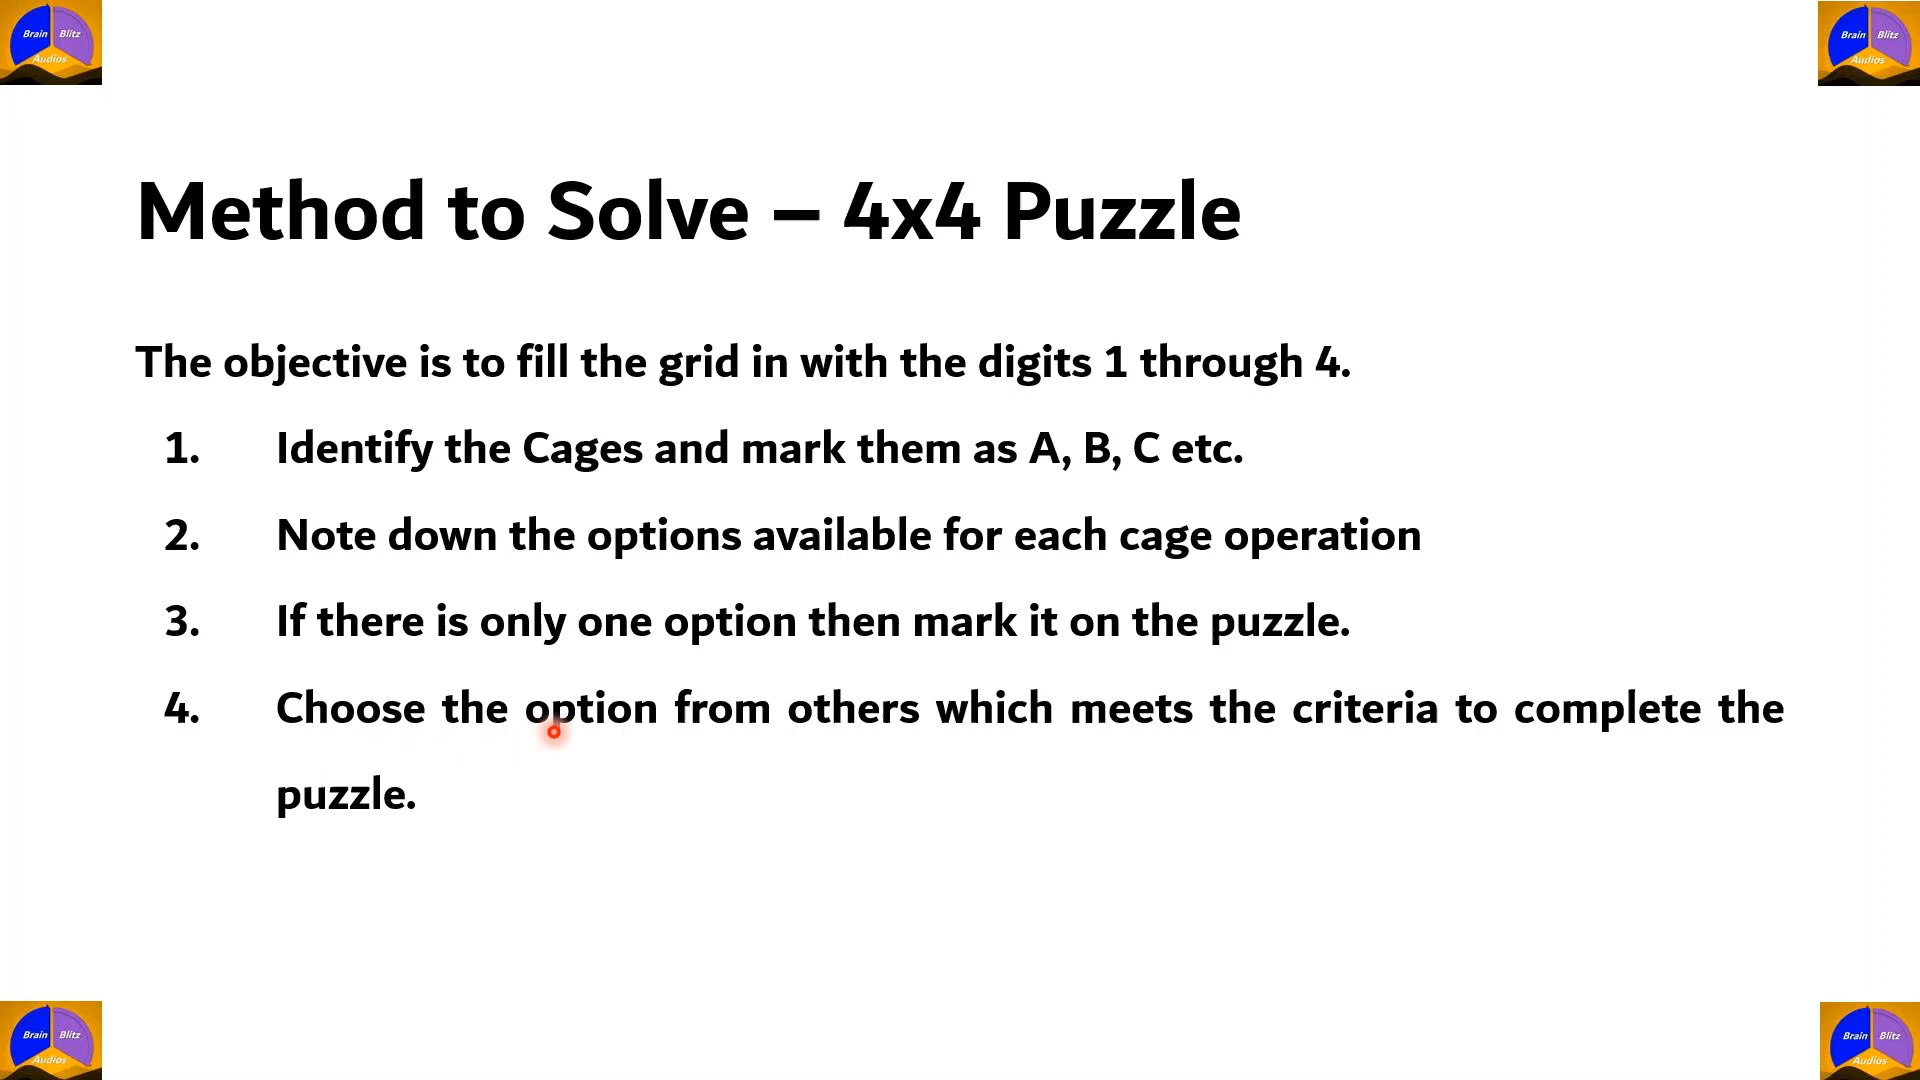 Brain Blitz
Audios
Brain Blitz
Audios
Method to Solve – 4x4 Puzzle
The objective is to fill the grid in with the digits 1 through 4.
1. Identify the Cages and mark them as A, B, C etc.
2. Note down the options available for each cage operation
3. If there is only one option then mark it on the puzzle.
4. Choose the option from others which meets the criteria to complete the
puzzle.
Brain Blitz
Audios
Brain Blitz
Audios